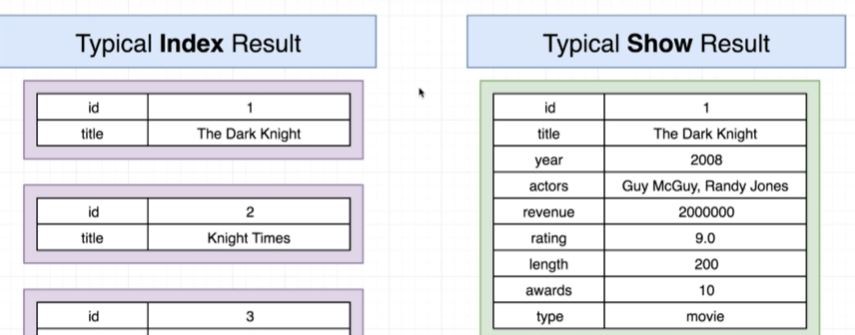 Typical Index Result
id 1
title The Dark Knight
id 2
title Knight Times
id 3
Typical Show Result
id 1
title The Dark Knight
year 2008
actors Guy McGuy, Randy Jones
revenue 2000000
rating 9.0
length 200
awards 10
type movie